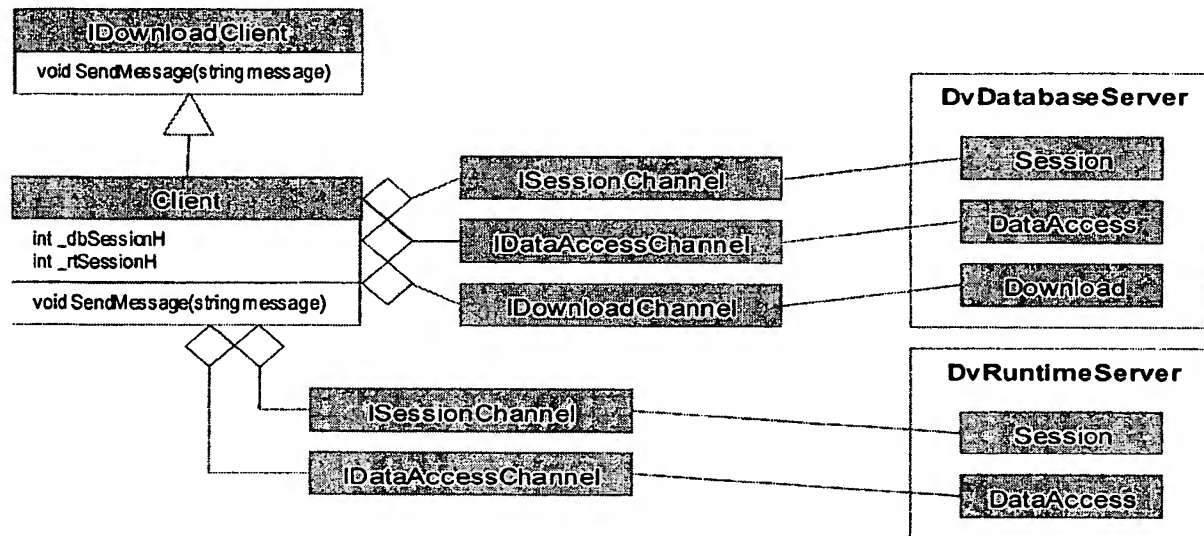 IDownloadClient
void SendMessage(string message)
Client
int _dbSessionH
int _rtSessionH
void SendMessage(string message)
ISessionChannel
IDataAccessChannel
IDownloadChannel
DvDatabaseServer
Session
DataAccess
Download
ISessionChannel
IDataAccessChannel
DvRuntimeServer
Session
DataAccess